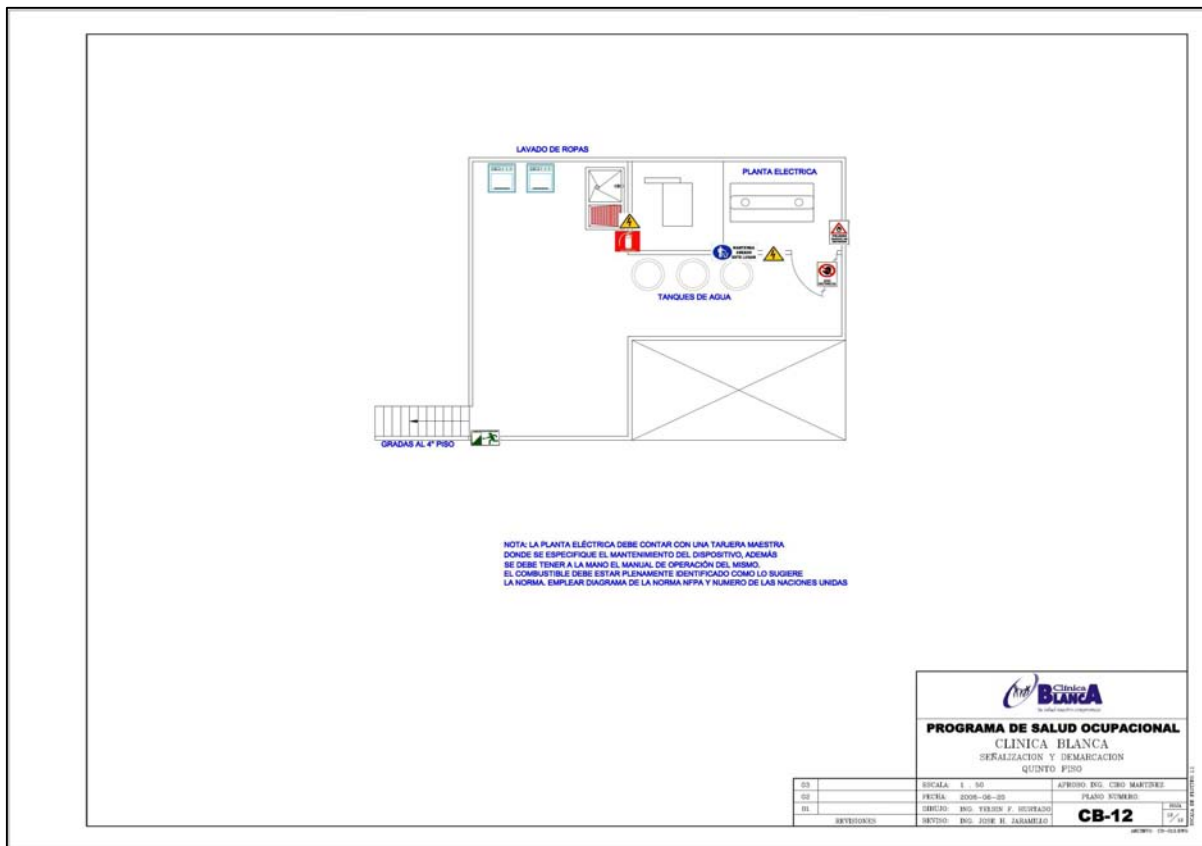 LAVADO DE ROPAS
PLANTA ELECTRICA
MANTENGA
CERRADO
ESTE LUGAR
TANQUES DE AGUA
GRADAS AL 4° PISO
NOTA: LA PLANTA ELÉCTRICA DEBE CONTAR CON UNA TARJERA MAESTRA
DONDE SE ESPECIFIQUE EL MANTENIMIENTO DEL DISPOSITIVO, ADEMÁS
SE DEBE TENER A LA MANO EL MANUAL DE OPERACIÓN DEL MISMO.
EL COMBUSTIBLE DEBE ESTAR PLENAMENTE IDENTIFICADO COMO LO SUGIERE
LA NORMA. EMPLEAR DIAGRAMA DE LA NORMA NFPA Y NUMERO DE LAS NACIONES UNIDAS
Clínica
BLANCA
PROGRAMA DE SALUD OCUPACIONAL
CLINICA BLANCA
SEÑALIZACION Y DEMARCACION
QUINTO PISO
03
ESCALA: 1 : 50
APROBO: ING. CIRO MARTINEZ
02
FECHA:
PLANO NUMERO:
01
DIBUJO: ING. F. HURTADO
CB-12
REVISIONES
REVISO: ING. JOSE H. JARAMILLO